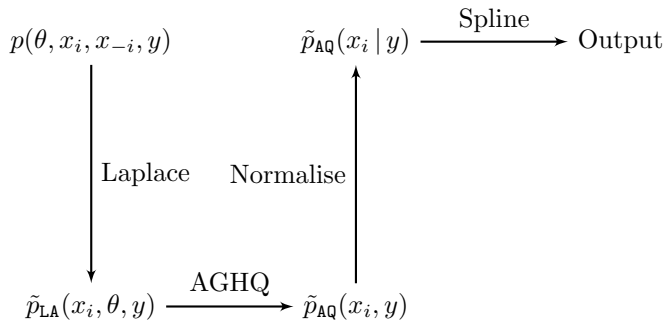 p(θ, x_i, x_{-i}, y)
p̃_AQ(x_i | y)
Spline
Output
Laplace
Normalise
p̃_LA(x_i, θ, y)
AGHQ
p̃_AQ(x_i, y)